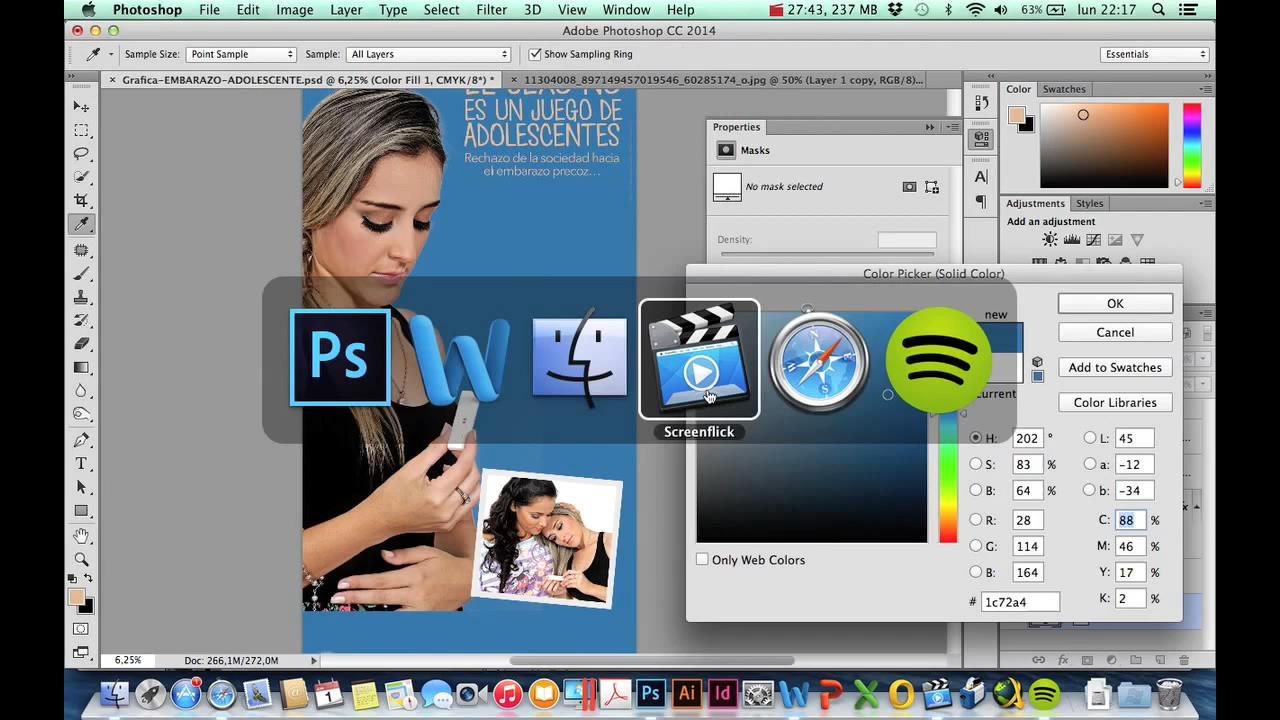 Photoshop File Edit Image Layer Type Select Filter 3D View Window Help 27:43, 237 MB 63% lun 22:17
Adobe Photoshop CC 2014
Sample Size: Point Sample Sample: All Layers Show Sampling Ring Essentials
× Grafica-EMBARAZO-ADOLESCENTE.psd @ 6,25% (Color Fill 1, CMYK/8*) * × 11304008_897149457019546_60285174_o.jpg @ 50% (Layer 1 copy, RGB/8)...
Color Swatches
EL SEXO NO
ES UN JUEGO DE
ADOLESCENTES
Rechazo de la sociedad hacia
el embarazo precoz...
Properties
Masks
No mask selected
Density:
Adjustments Styles
Add an adjustment
Color Picker (Solid Color)
new
current
OK
Cancel
Add to Swatches
Color Libraries
Ps
Screenflick
H: 202 ° L: 45
S: 83 % a: -12
B: 64 % b: -34
R: 28 C: 88 %
G: 114 M: 46 %
B: 164 Y: 17 %
# 1c72a4 K: 2 %
Only Web Colors
6,25% Doc: 266,1M/272,0M
Ps Ai Id